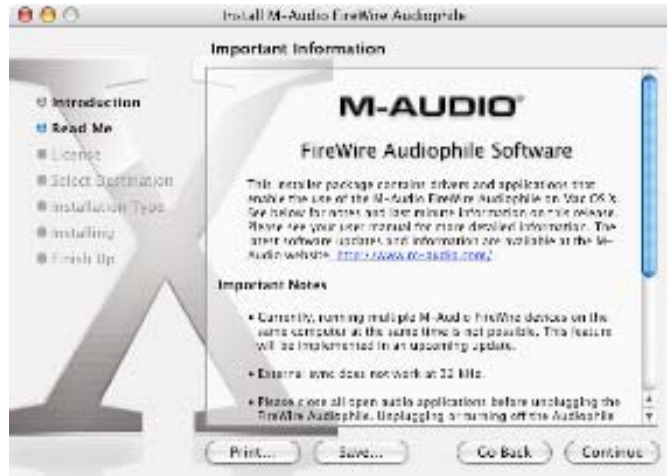 Install M-Audio FireWire Audiophile
Important Information
Introduction
Read Me
License
Select Destination
Installation Type
Installing
Finish Up
M-AUDIO
FireWire Audiophile Software
This installer package contains drivers and applications that
enable the use of the M-Audio FireWire Audiophile on Mac OS X.
See below for notes and last minute information on this release.
Please see your user manual for more detailed information. The
latest software updates and information are available at the M-
Audio website, http://www.m-audio.com/
Important Notes
• Currently, running multiple M-Audio FireWire devices on the
same computer at the same time is not possible. This feature
will be implemented in an upcoming update.
• External sync does not work at 32 kHz.
• Please close all open audio applications before unplugging the
FireWire Audiophile. Unplugging or turning off the Audiophile
Print...
Save...
Go Back
Continue